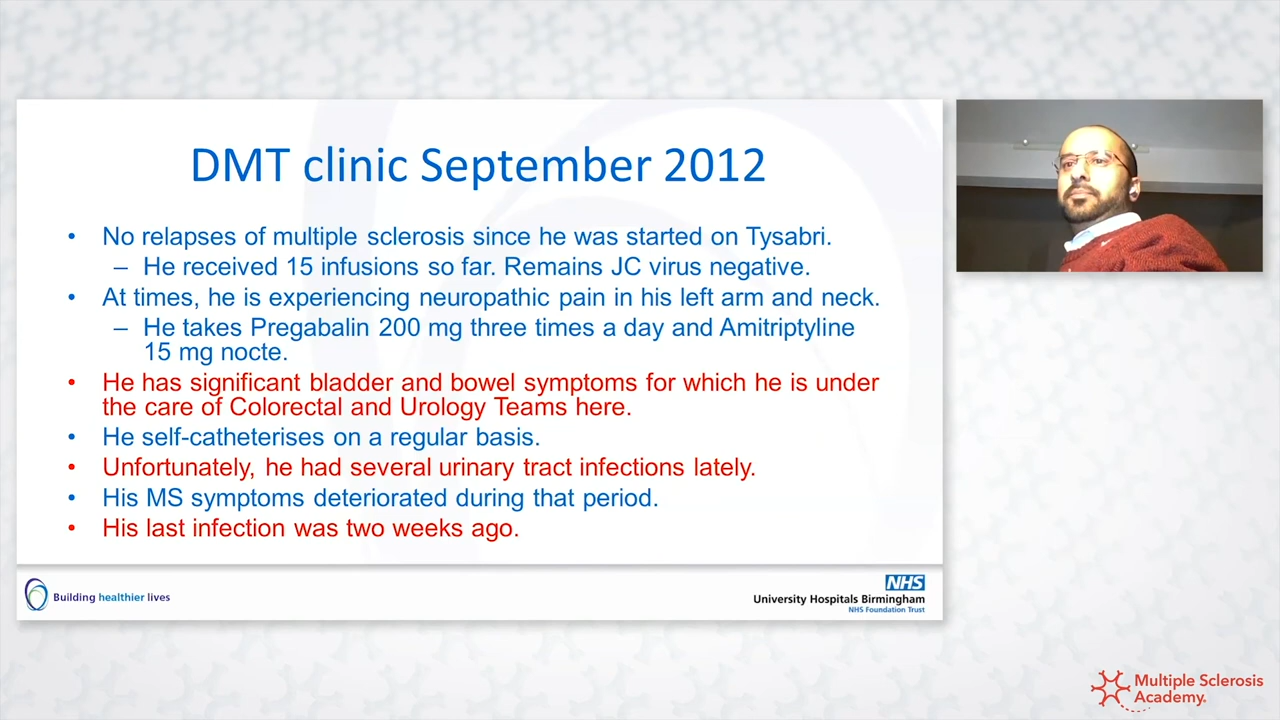 DMT clinic September 2012
• No relapses of multiple sclerosis since he was started on Tysabri.
– He received 15 infusions so far. Remains JC virus negative.
• At times, he is experiencing neuropathic pain in his left arm and neck.
– He takes Pregabalin 200 mg three times a day and Amitriptyline
15 mg nocte.
• He has significant bladder and bowel symptoms for which he is under
the care of Colorectal and Urology Teams here.
• He self-catheterises on a regular basis.
• Unfortunately, he had several urinary tract infections lately.
• His MS symptoms deteriorated during that period.
• His last infection was two weeks ago.
Building healthier lives
NHS
University Hospitals Birmingham
NHS Foundation Trust
Multiple Sclerosis
Academy.